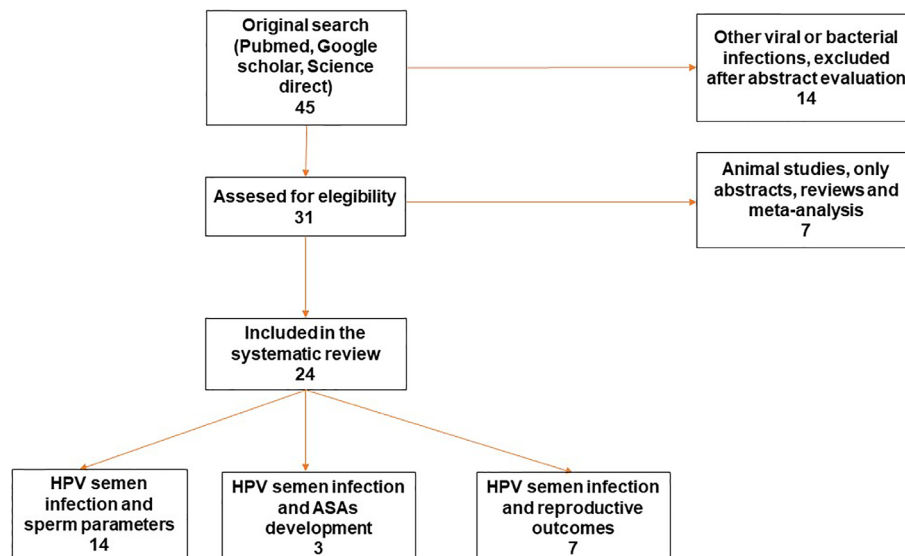 Original search
(Pubmed, Google
scholar, Science
direct)
45
Other viral or bacterial
infections, excluded
after abstract evaluation
14
Assesed for elegibility
31
Animal studies, only
abstracts, reviews and
meta-analysis
7
Included in the
systematic review
24
HPV semen
infection and
sperm parameters
14
HPV semen infection
and ASAs
development
3
HPV semen infection
and reproductive
outcomes
7